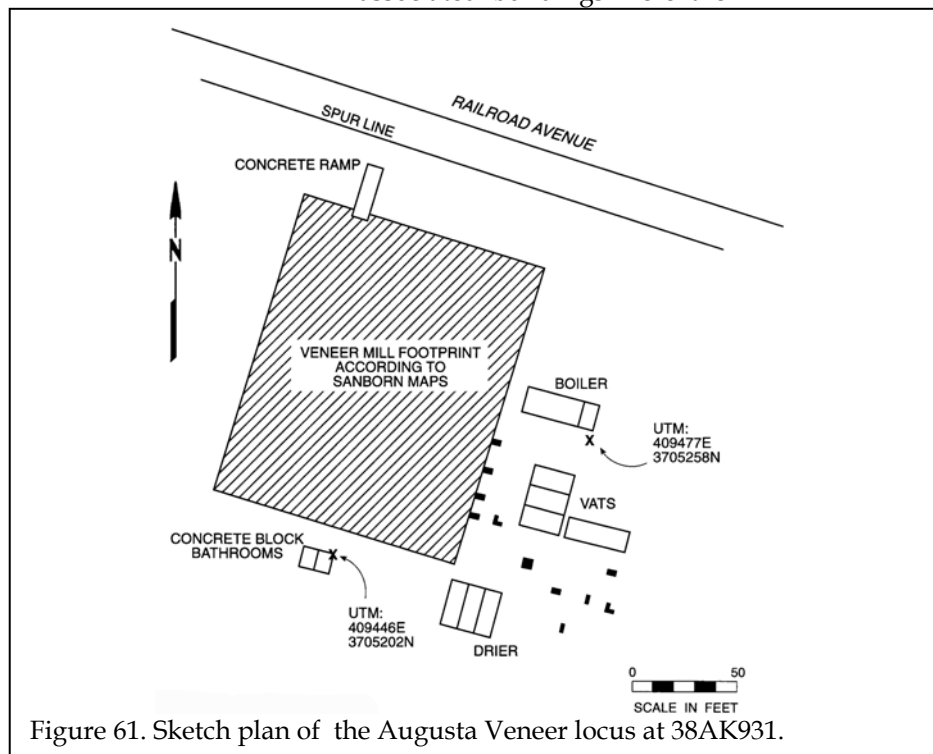 RAILROAD AVENUE
SPUR LINE
CONCRETE RAMP
N
VENEER MILL FOOTPRINT
ACCORDING TO
SANBORN MAPS
BOILER
X
UTM:
409477E
3705258N
VATS
CONCRETE BLOCK
BATHROOMS
X
UTM:
409446E
3705202N
DRIER
0 50
SCALE IN FEET
Figure 61. Sketch plan of the Augusta Veneer locus at 38AK931.